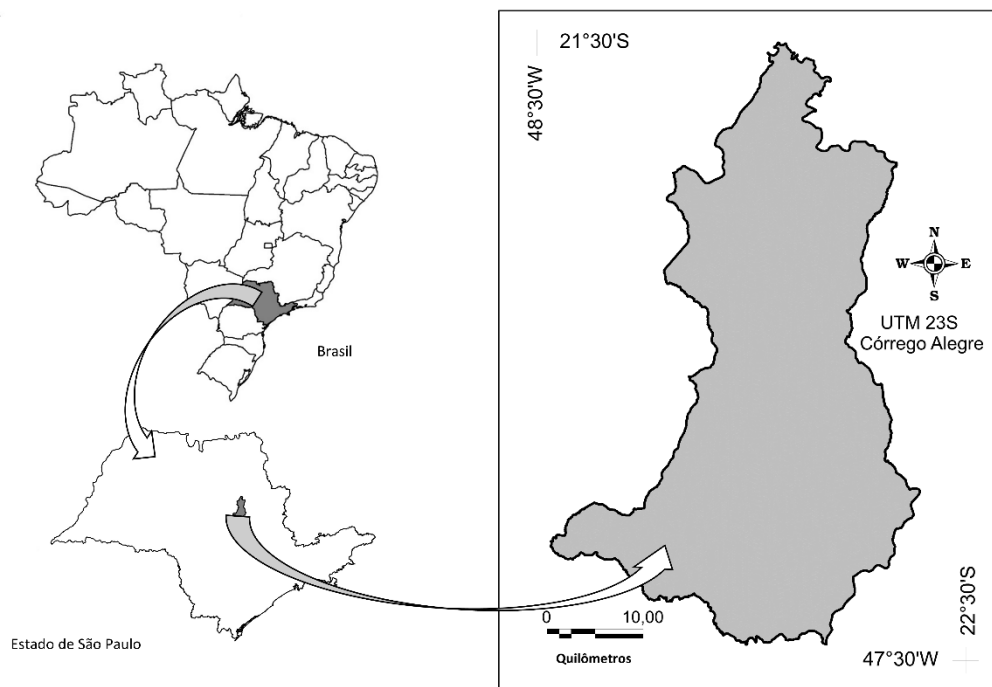 Brasil
Estado de São Paulo
21°30'S
48°30'W
N
W E
S
UTM 23S
Córrego Alegre
0 10,00
Quilômetros
22°30'S
47°30'W